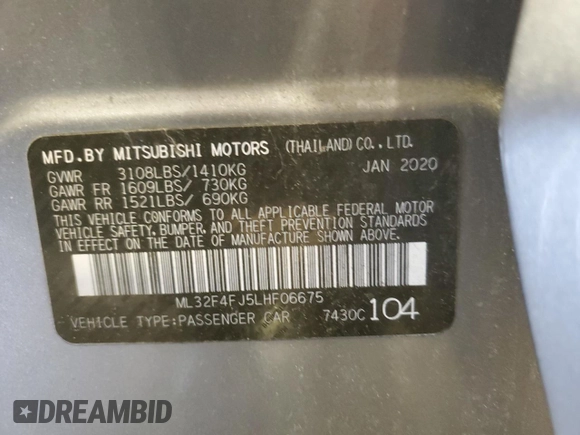 MFD.BY MITSUBISHI MOTORS (THAILAND) CO., LTD.
GVWR 3108LBS/1410KG JAN 2020
GAWR FR 1609LBS/ 730KG
GAWR RR 1521LBS/ 690KG
THIS VEHICLE CONFORMS TO ALL APPLICABLE FEDERAL MOTOR
VEHICLE SAFETY, BUMPER, AND THEFT PREVENTION STANDARDS
IN EFFECT ON THE DATE OF MANUFACTURE SHOWN ABOVE.
ML32F4FJ5LHF06675
VEHICLE TYPE:PASSENGER CAR 7430C 104
DREAMBID